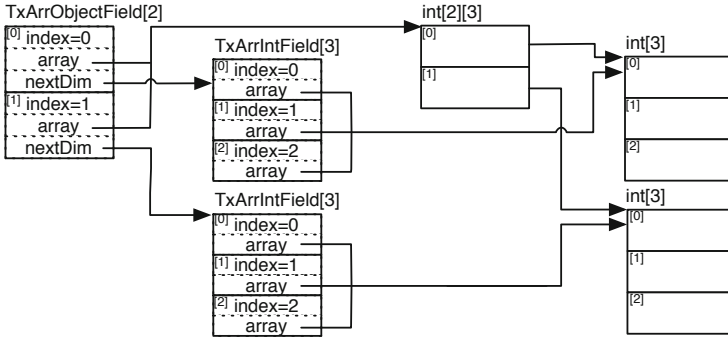 TxArrObjectField[2]
[0] index=0
array
nextDim
[1] index=1
array
nextDim
TxArrIntField[3]
[0] index=0
array
[1] index=1
array
[2] index=2
array
TxArrIntField[3]
[0] index=0
array
[1] index=1
array
[2] index=2
array
int[2][3]
[0]
[1]
int[3]
[0]
[1]
[2]
int[3]
[0]
[1]
[2]